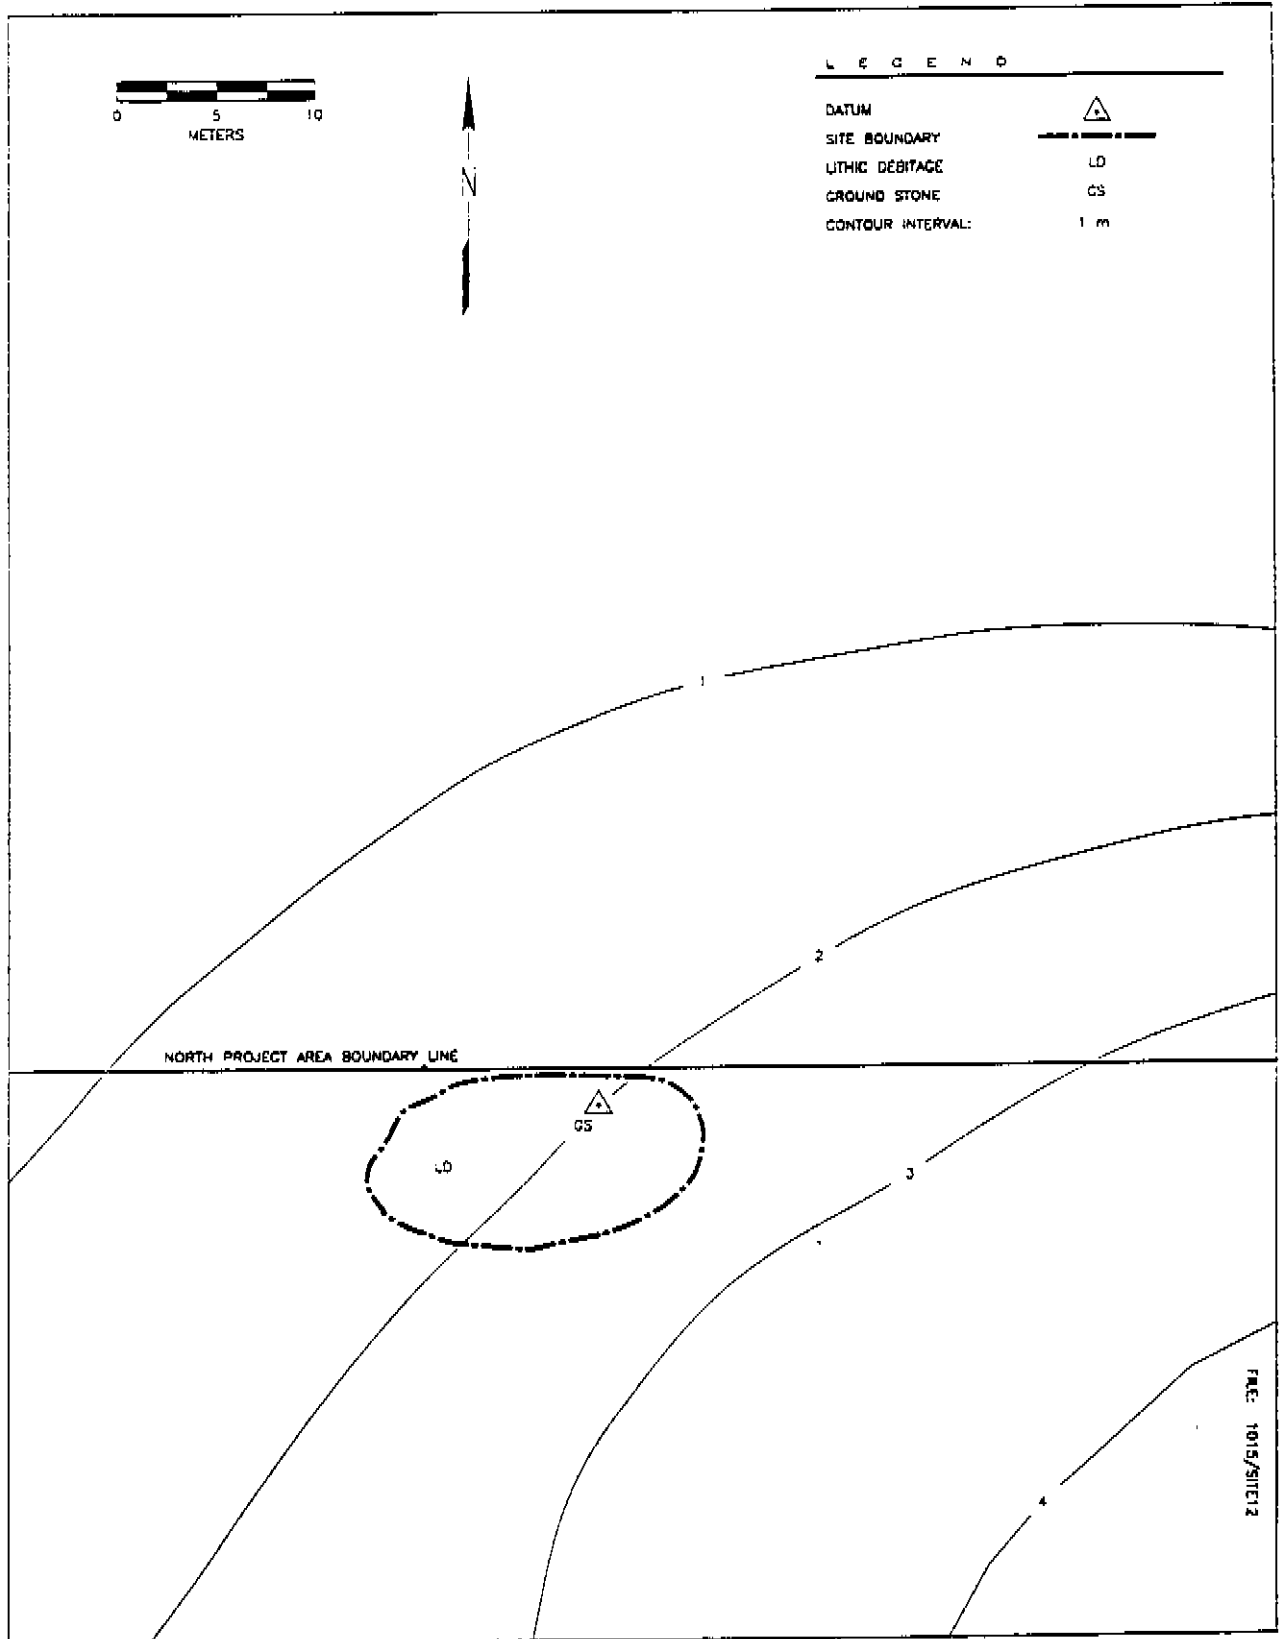 0 5 10
METERS
N
L E G E N D
DATUM
SITE BOUNDARY
LITHIC DEBITAGE LD
GROUND STONE GS
CONTOUR INTERVAL: 1 m
1
2
NORTH PROJECT AREA BOUNDARY LINE
GS
LD
3
4
FILE: 1015/SITE12